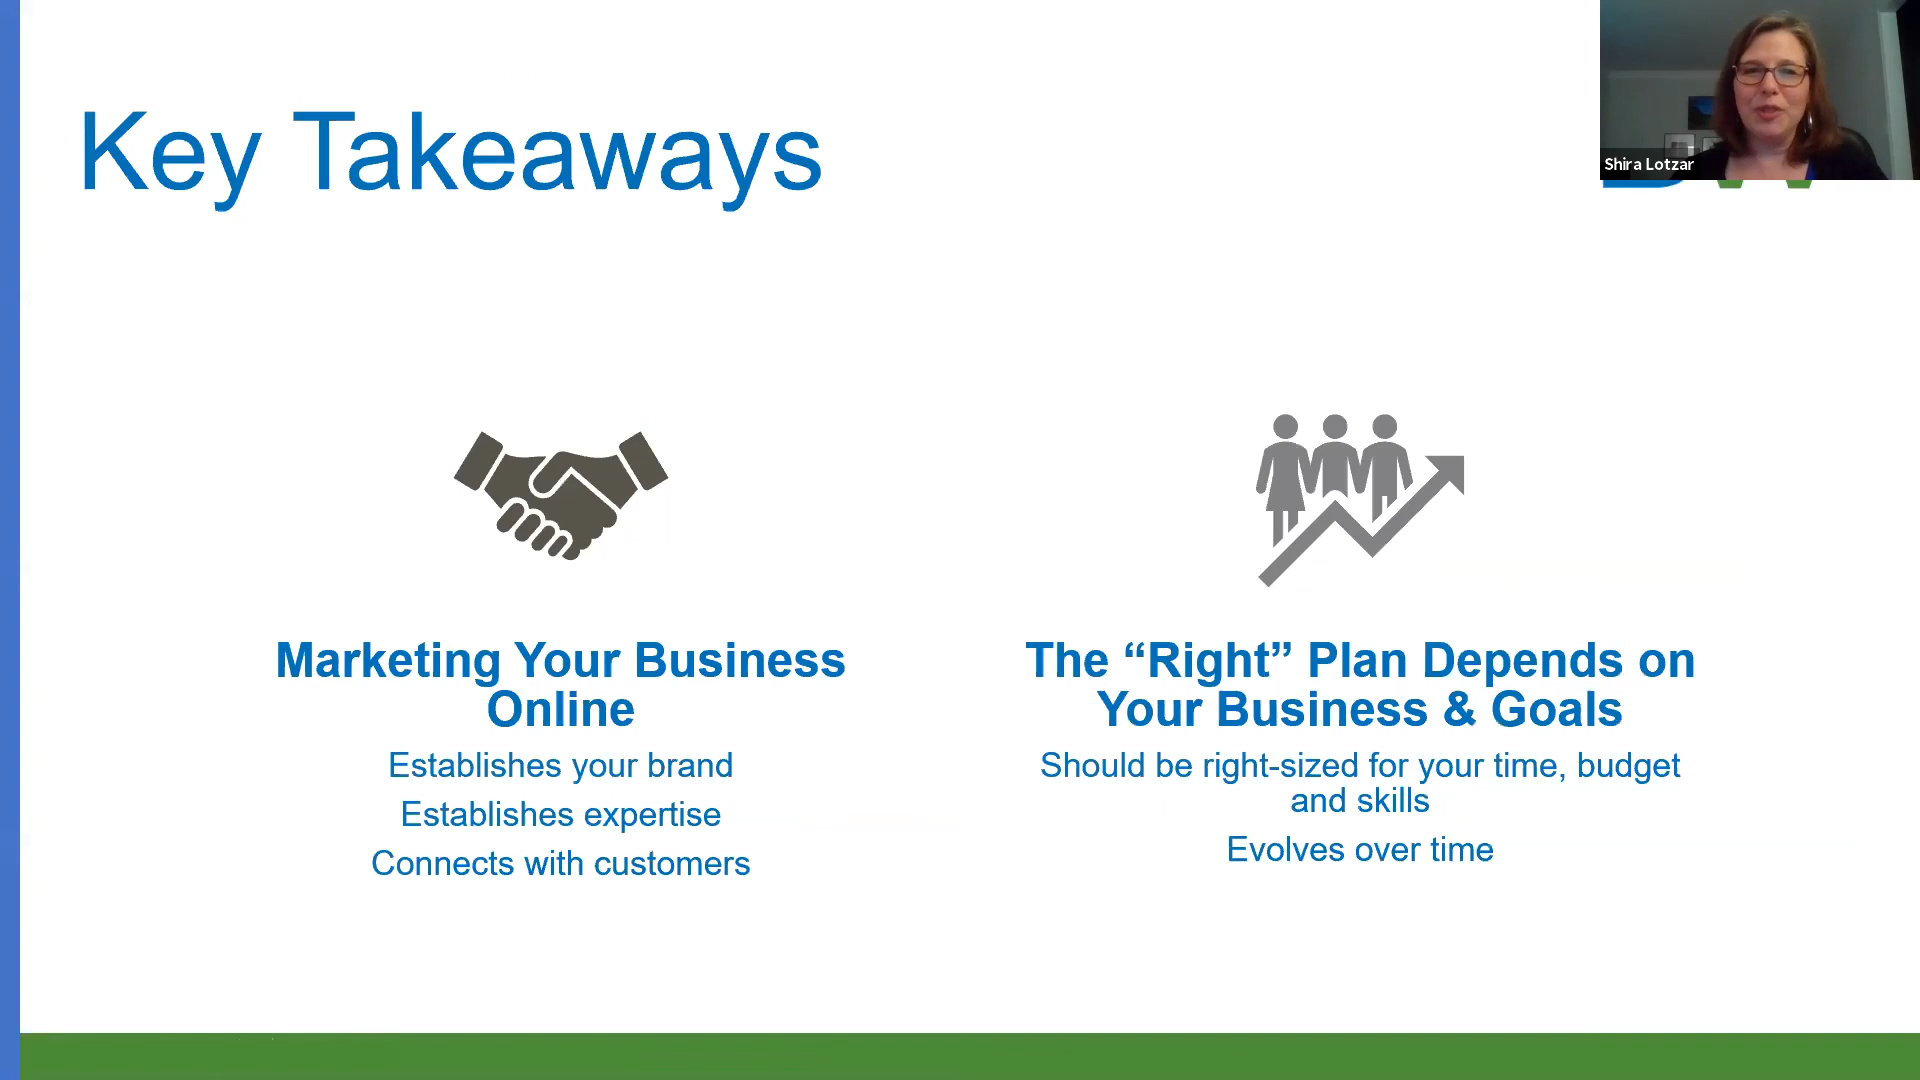 Key Takeaways
Shira Lotzar
Marketing Your Business
Online
Establishes your brand
Establishes expertise
Connects with customers
The “Right” Plan Depends on
Your Business & Goals
Should be right-sized for your time, budget
and skills
Evolves over time